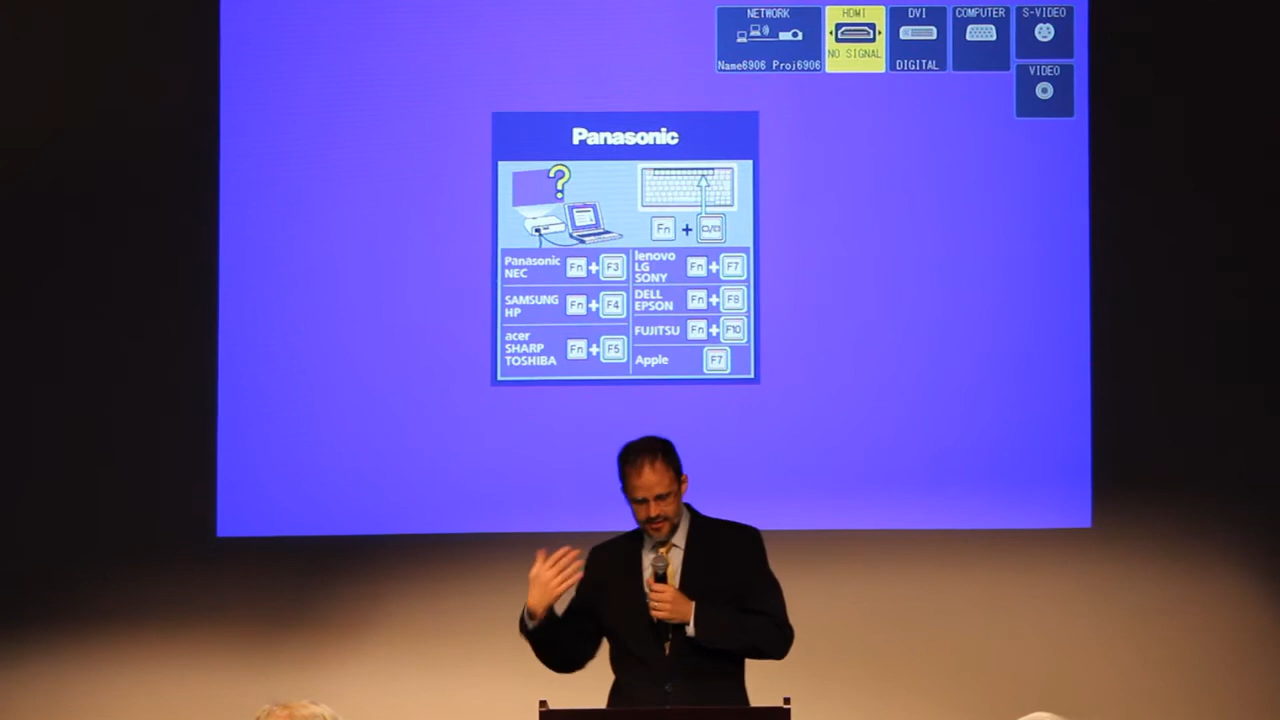 NETWORK
Name6906 Proj6906
HDMI
NO SIGNAL
DVI
DIGITAL
COMPUTER
S-VIDEO
VIDEO
Panasonic
?
Fn +
Panasonic
NEC
Fn + F3
SAMSUNG
HP
Fn + F4
acer
SHARP
TOSHIBA
Fn + F5
lenovo
LG
SONY
Fn + F7
DELL
EPSON
Fn + F8
FUJITSU
Fn + F10
Apple
F7